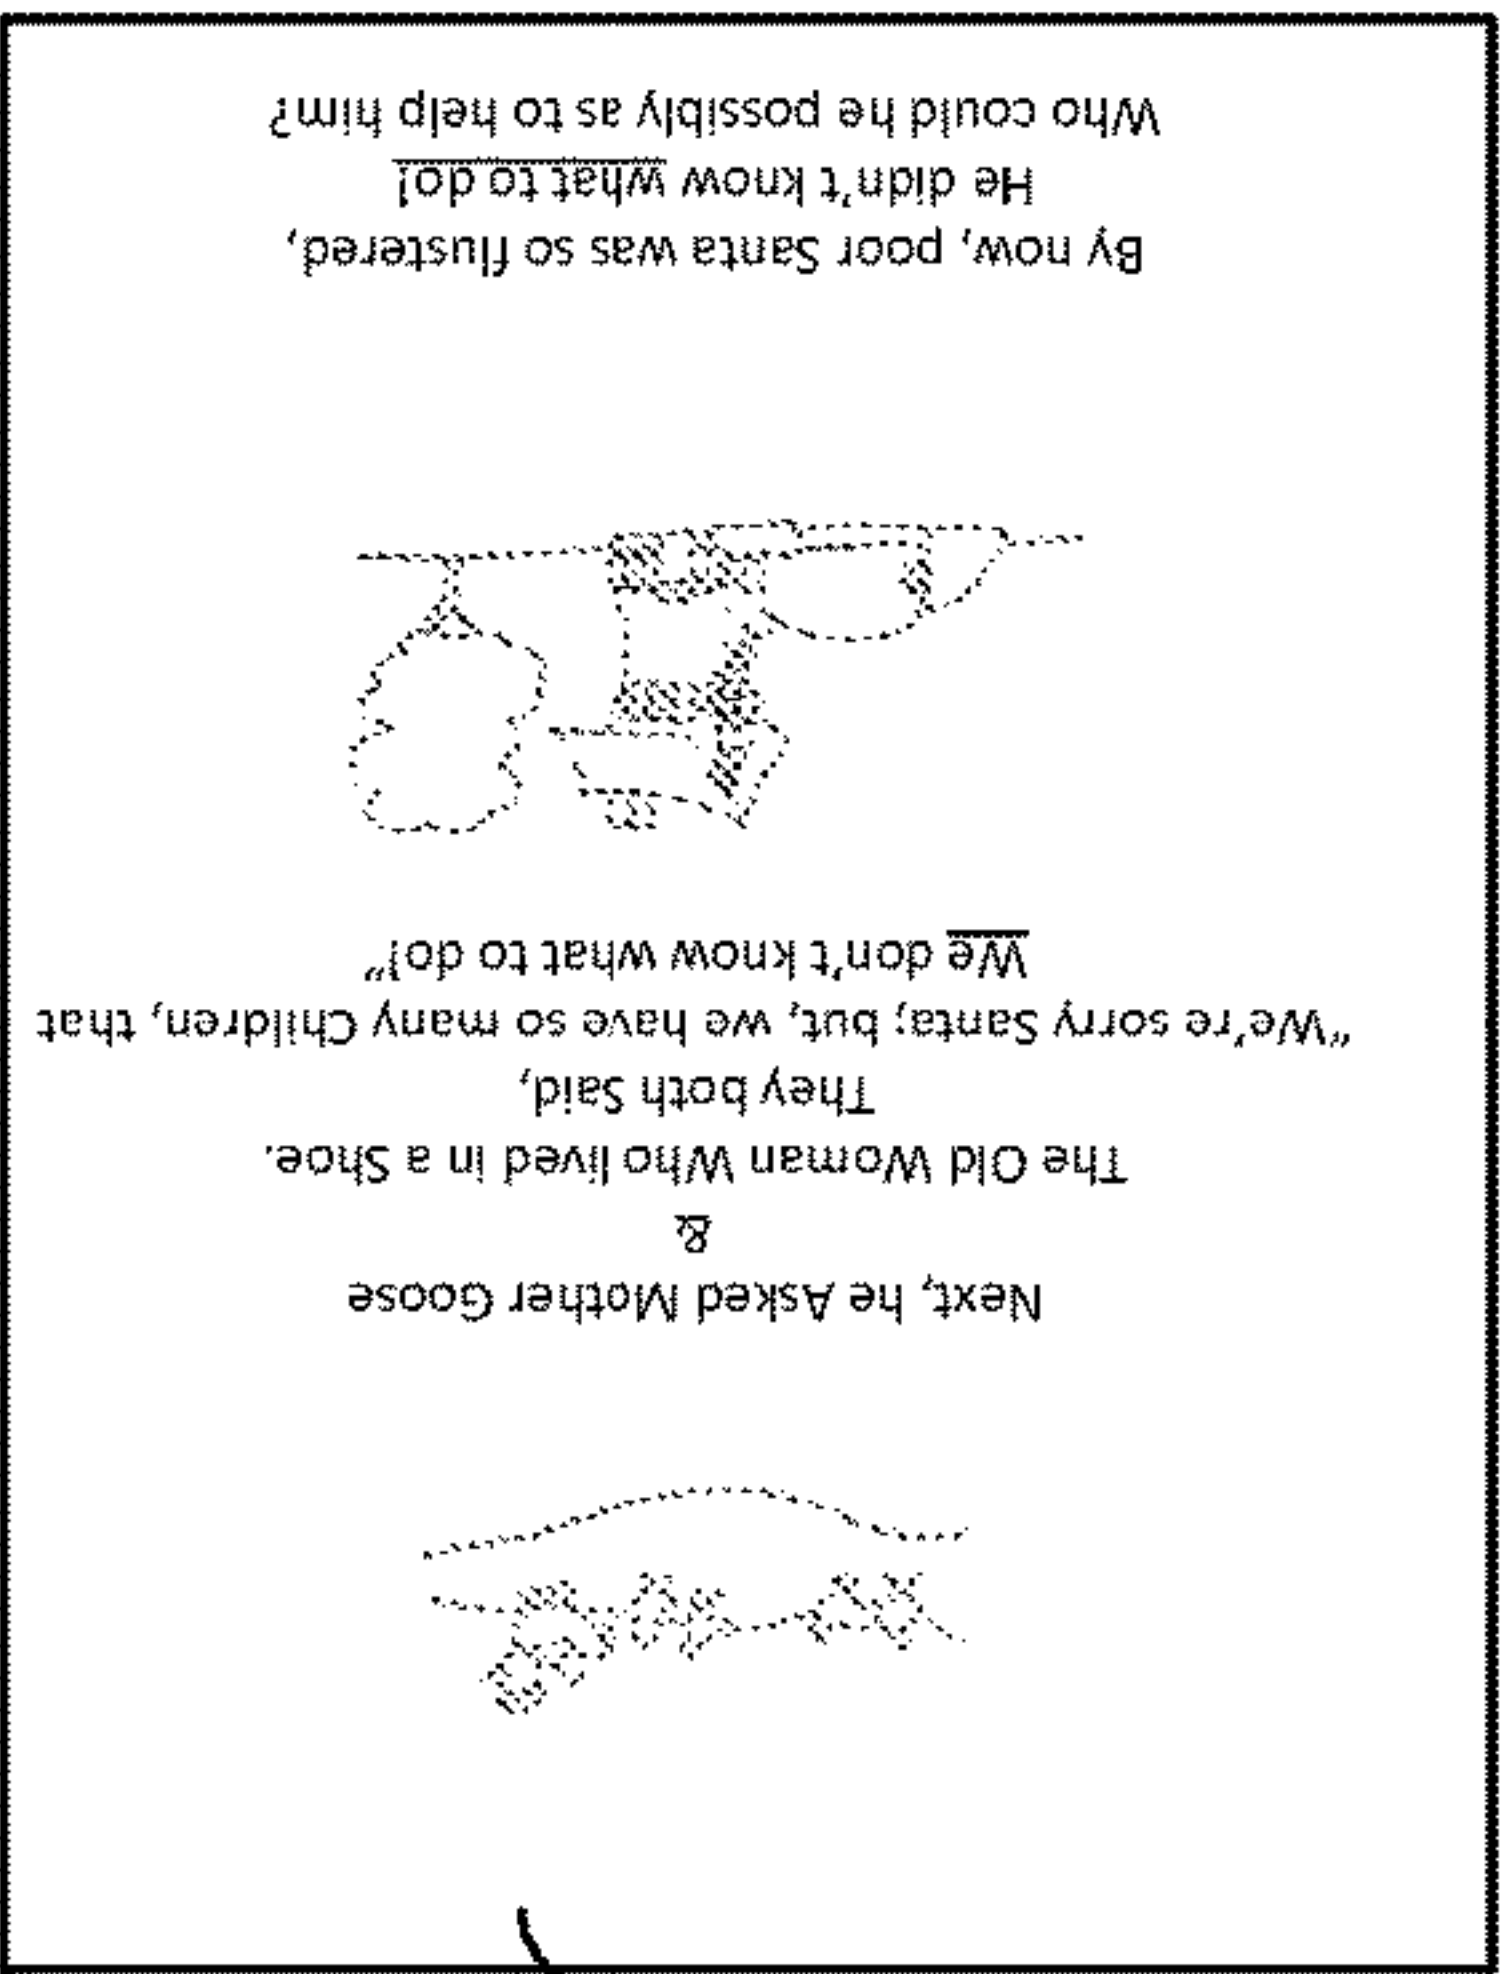 Next, he Asked Mother Goose
&
The Old Woman Who lived in a Shoe.
They both Said,
"We're sorry Santa; but, we have so many Children, that
We don't know what to do!"
By now, poor Santa was so flustered,
He didn't know what to do!
Who could he possibly as to help him?